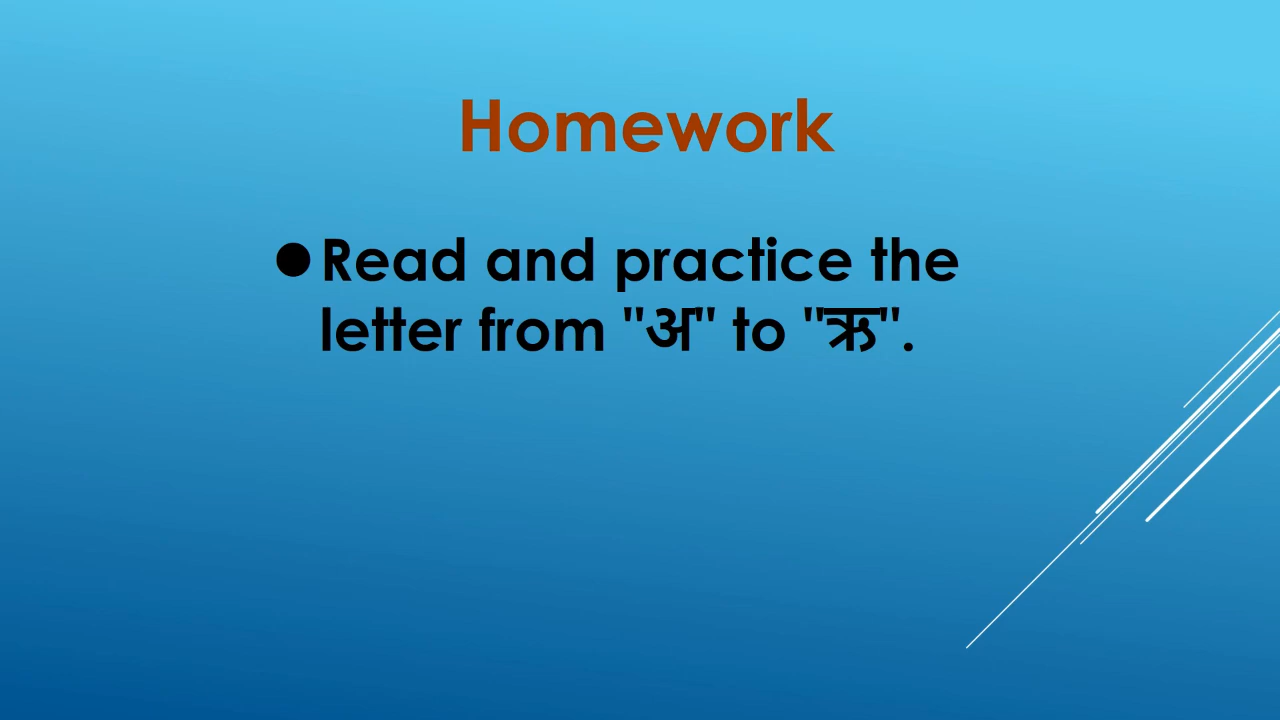 Homework
● Read and practice the
letter from "अ" to "ऋ".